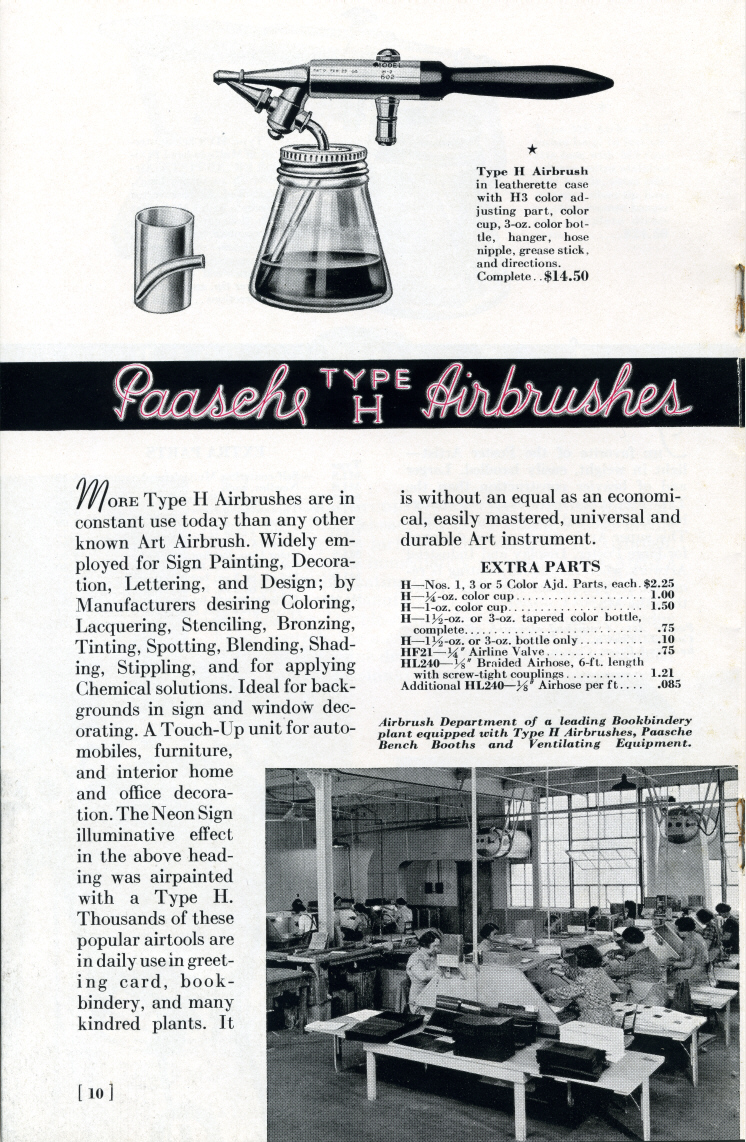 MODEL
H-3
602
★
Type H Airbrush
in leatherette case
with H3 color ad-
justing part, color
cup, 3-oz. color bot-
tle, hanger, hose
nipple, grease stick,
and directions.
Complete..$14.50
Paasche TYPE H Airbrushes
MORE Type H Airbrushes are in
constant use today than any other
known Art Airbrush. Widely em-
ployed for Sign Painting, Decora-
tion, Lettering, and Design; by
Manufacturers desiring Coloring,
Lacquering, Stenciling, Bronzing,
Tinting, Spotting, Blending, Shad-
ing, Stippling, and for applying
Chemical solutions. Ideal for back-
grounds in sign and window dec-
orating. A Touch-Up unit for auto-
mobiles, furniture,
and interior home
and office decora-
tion. The Neon Sign
illuminative effect
in the above head-
ing was airpainted
with a Type H.
Thousands of these
popular airtools are
in daily use in greet-
ing card, book-
bindery, and many
kindred plants. It
is without an equal as an economi-
cal, easily mastered, universal and
durable Art instrument.
EXTRA PARTS
H—Nos. 1, 3 or 5 Color Ajd. Parts, each. $2.25
H—¼-oz. color cup.................... 1.00
H—1-oz. color cup..................... 1.50
H—1½-oz. or 3-oz. tapered color bottle,
complete............................ .75
H—1½-oz. or 3-oz. bottle only.......... .10
HF21—¼″ Airline Valve............... .75
HL240—⅛″ Braided Airhose, 6-ft. length
with screw-tight couplings............ 1.21
Additional HL240—⅛″ Airhose per ft.... .085
Airbrush Department of a leading Bookbindery
plant equipped with Type H Airbrushes, Paasche
Bench Booths and Ventilating Equipment.
[ 10 ]